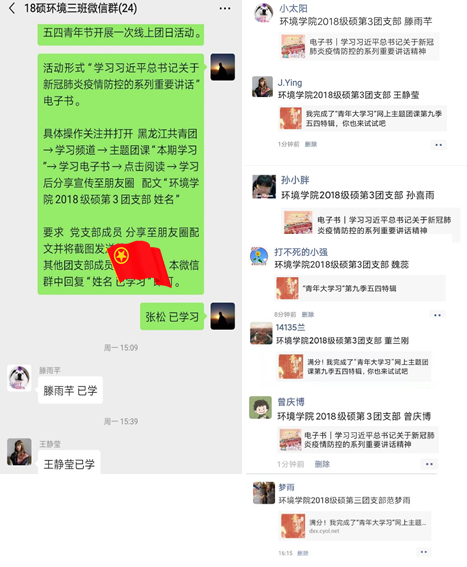 18硕环境三班微信群(24)
五四青年节开展一次线上团日活动。
活动形式“学习习近平总书记关于
新冠肺炎疫情防控的系列重要讲话”
电子书。
具体操作关注并打开 黑龙江共青团
→学习频道→主题团课“本期学
习”→学习电子书→点击阅读→学习
后分享宣传至朋友圈 配文“环境学
院2018级硕第3团支部 姓名”
要求 党支部成员 分享至朋友圈配
文并将截图发送
其他团支部成员
本微信
群中回复“姓名 已学习”即可。
张松 已学习
周一 15:09
滕雨芊
滕雨芊 已学
周一 15:39
王静莹
王静莹已学
小太阳
环境学院2018级硕第3团支部 滕雨芊
电子书｜学习习近平总书记关于新冠
肺炎疫情防控的系列重要讲话精神
J.Ying
环境学院2018级硕第3团支部 王静莹
我完成了“青年大学习”网上主题团课第九季
五四特辑，你也来试试吧
1分钟前 删除
孙小胖
环境学院2018级硕第3团支部 孙喜雨
电子书｜学习习近平总书记关于新冠
肺炎疫情防控的系列重要讲话精神
打不死的小强
环境学院2018级硕第3团支部 魏蕊
“青年大学习”第九季五四特辑
8分钟前 删除
14135兰
环境学院2018级硕第3团支部 董兰刚
满分！我完成了“青年大学习”网上主题团
课第九季五四特辑，你也来试试吧
曾庆博
环境学院2018级硕第3团支部 曾庆博
电子书｜学习习近平总书记关于新冠肺
炎疫情防控的系列重要讲话精神
1分钟前 删除
梦雨
环境学院2018级硕第三团支部范梦雨
满分！我完成了“青年大学习”网上主题...
dxx.cyol.net
16:15 删除